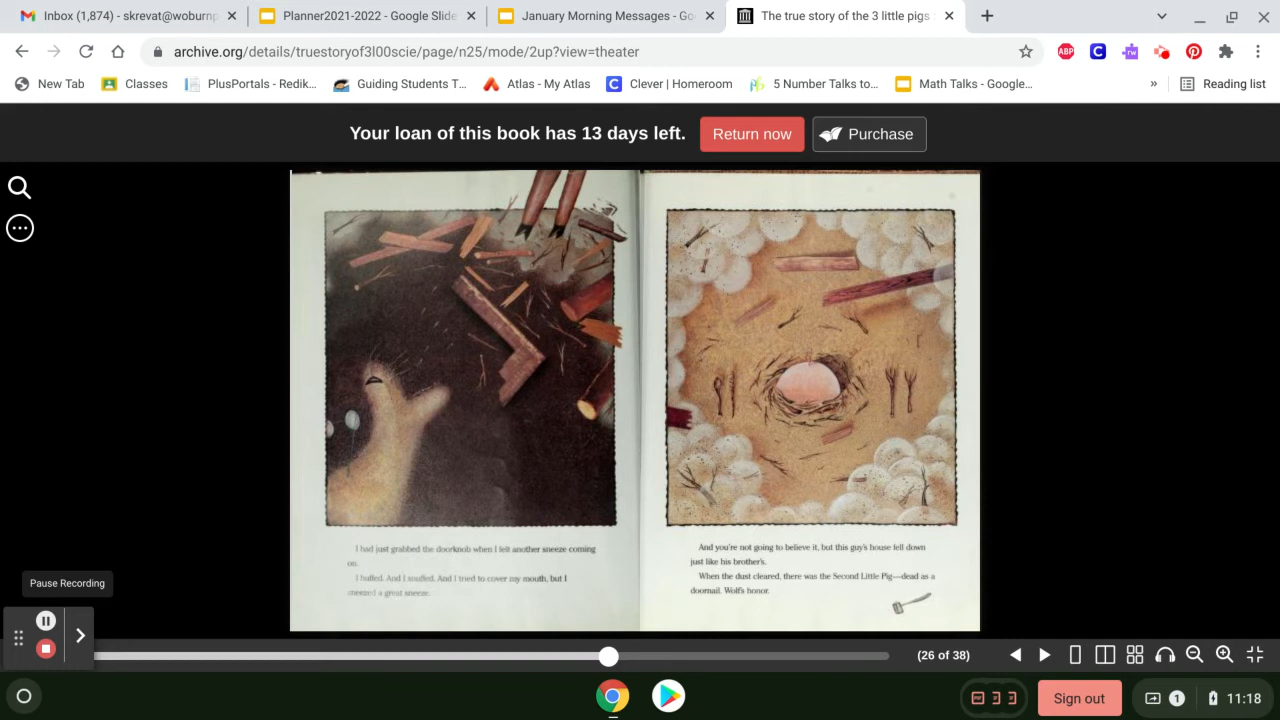 Inbox (1,874) - skrevat@woburnp
Planner2021-2022 - Google Slide
January Morning Messages - Go
The true story of the 3 little pigs
archive.org/details/truestoryof3l00scie/page/n25/mode/2up?view=theater
ABP
C
rw
New Tab
Classes
PlusPortals - Redik...
Guiding Students T...
Atlas - My Atlas
C
Clever | Homeroom
5 Number Talks to...
Math Talks - Google...
»
Reading list
Your loan of this book has 13 days left.
Return now
Purchase
I had just grabbed the doorknob when I felt another sneeze coming
on.
I huffed. And I snuffed. And I tried to cover my mouth, but I
sneezed a great sneeze.
And you're not going to believe it, but this guy's house fell down
just like his brother's.
When the dust cleared, there was the Second Little Pig—dead as a
doornail. Wolf's honor.
Pause Recording
(26 of 38)
Sign out
1
11:18